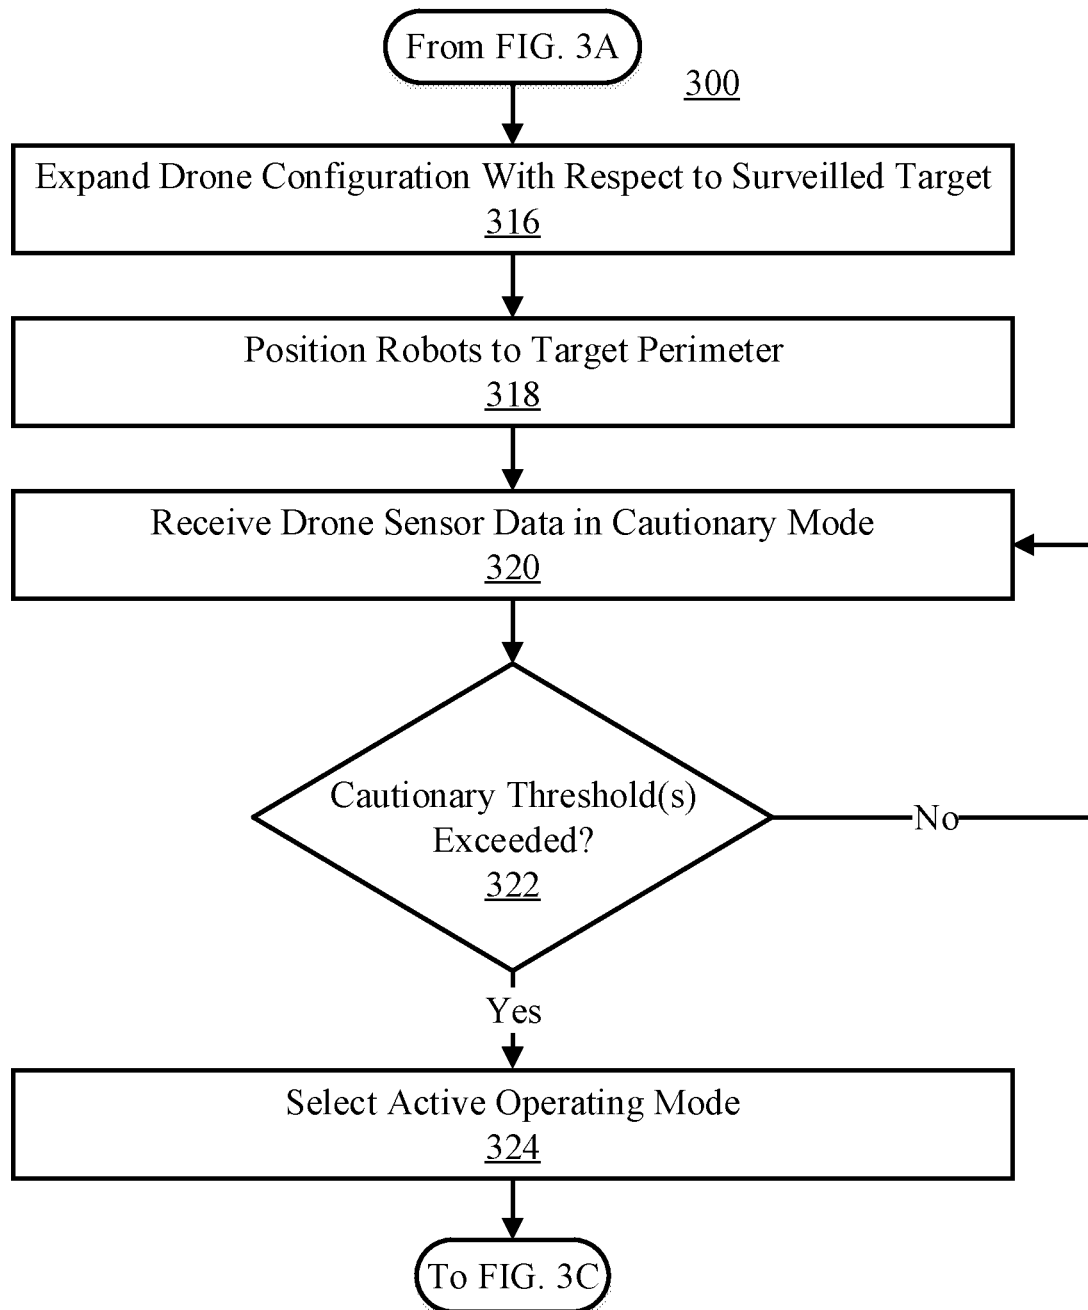 From FIG. 3A
300
Expand Drone Configuration With Respect to Surveilled Target
316
Position Robots to Target Perimeter
318
Receive Drone Sensor Data in Cautionary Mode
320
Cautionary Threshold(s)
Exceeded?
322
No
Yes
Select Active Operating Mode
324
To FIG. 3C